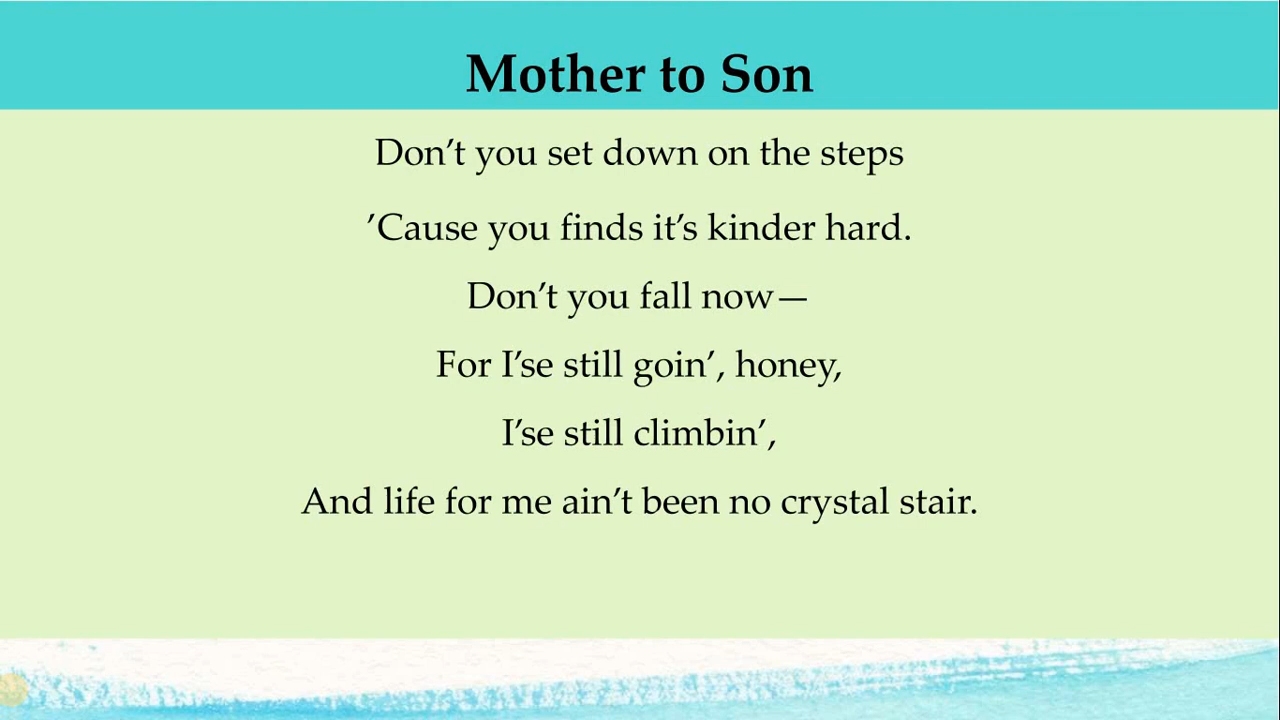 Mother to Son
Don’t you set down on the steps
’Cause you finds it’s kinder hard.
Don’t you fall now—
For I’se still goin’, honey,
I’se still climbin’,
And life for me ain’t been no crystal stair.